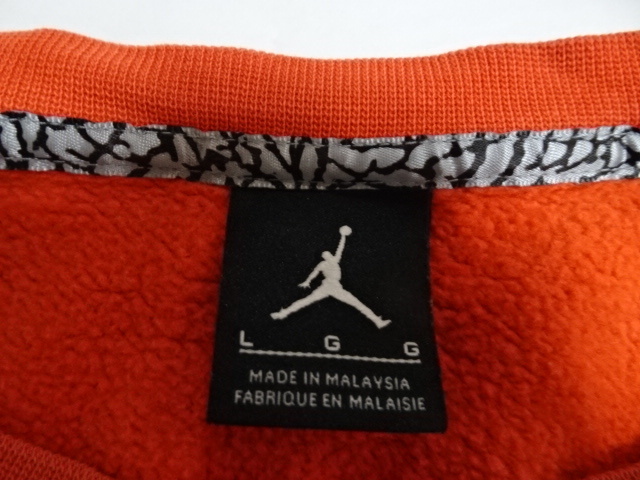 L G G
MADE IN MALAYSIA
FABRIQUE EN MALAISIE